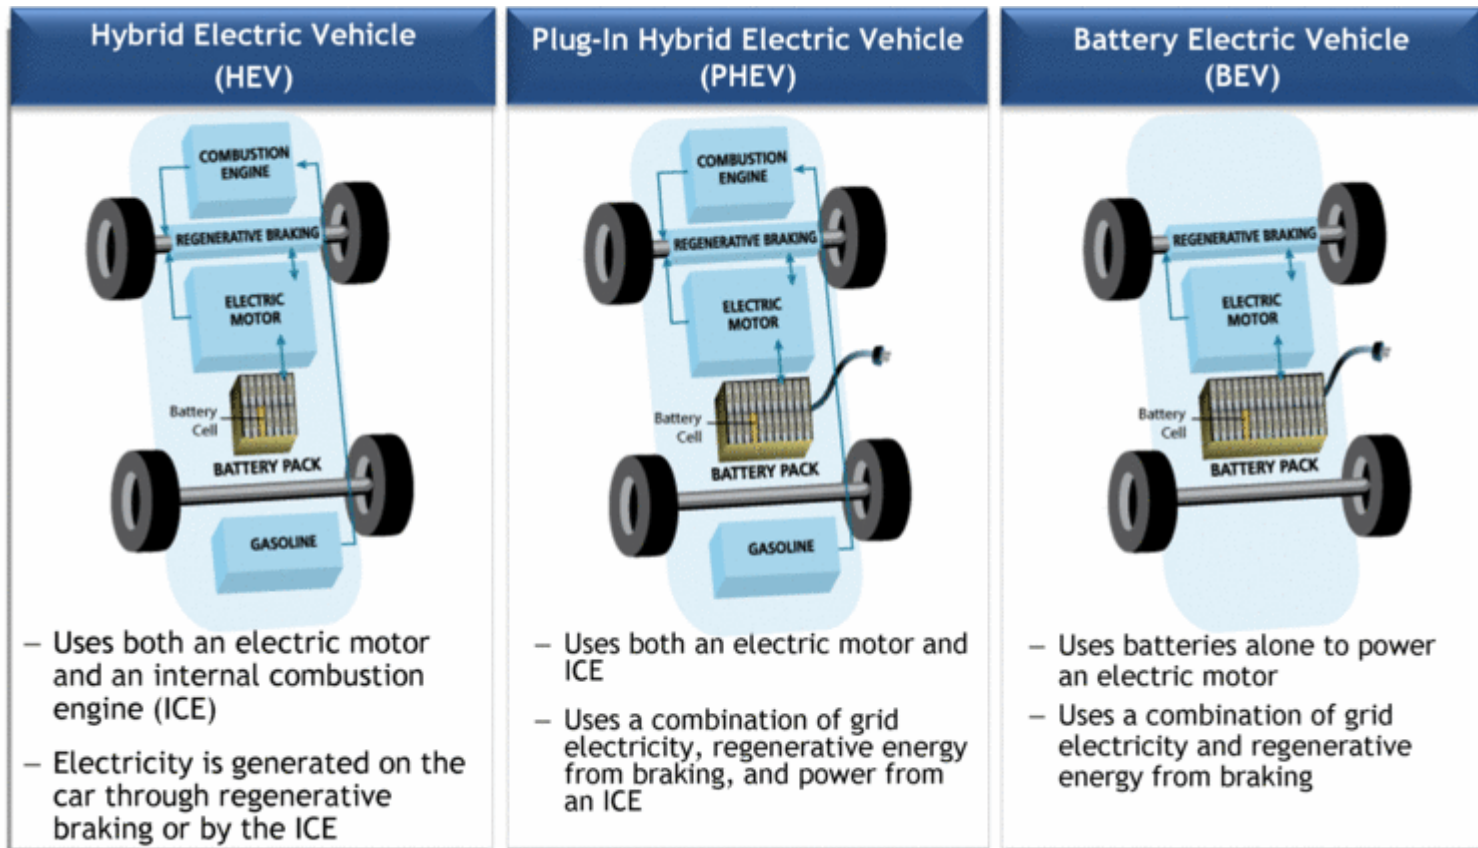 Hybrid Electric Vehicle
(HEV)
COMBUSTION
ENGINE
REGENERATIVE BRAKING
ELECTRIC
MOTOR
Battery
Cell
BATTERY PACK
GASOLINE
– Uses both an electric motor
and an internal combustion
engine (ICE)
– Electricity is generated on the
car through regenerative
braking or by the ICE
Plug-In Hybrid Electric Vehicle
(PHEV)
COMBUSTION
ENGINE
REGENERATIVE BRAKING
ELECTRIC
MOTOR
Battery
Cell
BATTERY PACK
GASOLINE
– Uses both an electric motor and
ICE
– Uses a combination of grid
electricity, regenerative energy
from braking, and power from
an ICE
Battery Electric Vehicle
(BEV)
REGENERATIVE BRAKING
ELECTRIC
MOTOR
Battery
Cell
BATTERY PACK
– Uses batteries alone to power
an electric motor
– Uses a combination of grid
electricity and regenerative
energy from braking